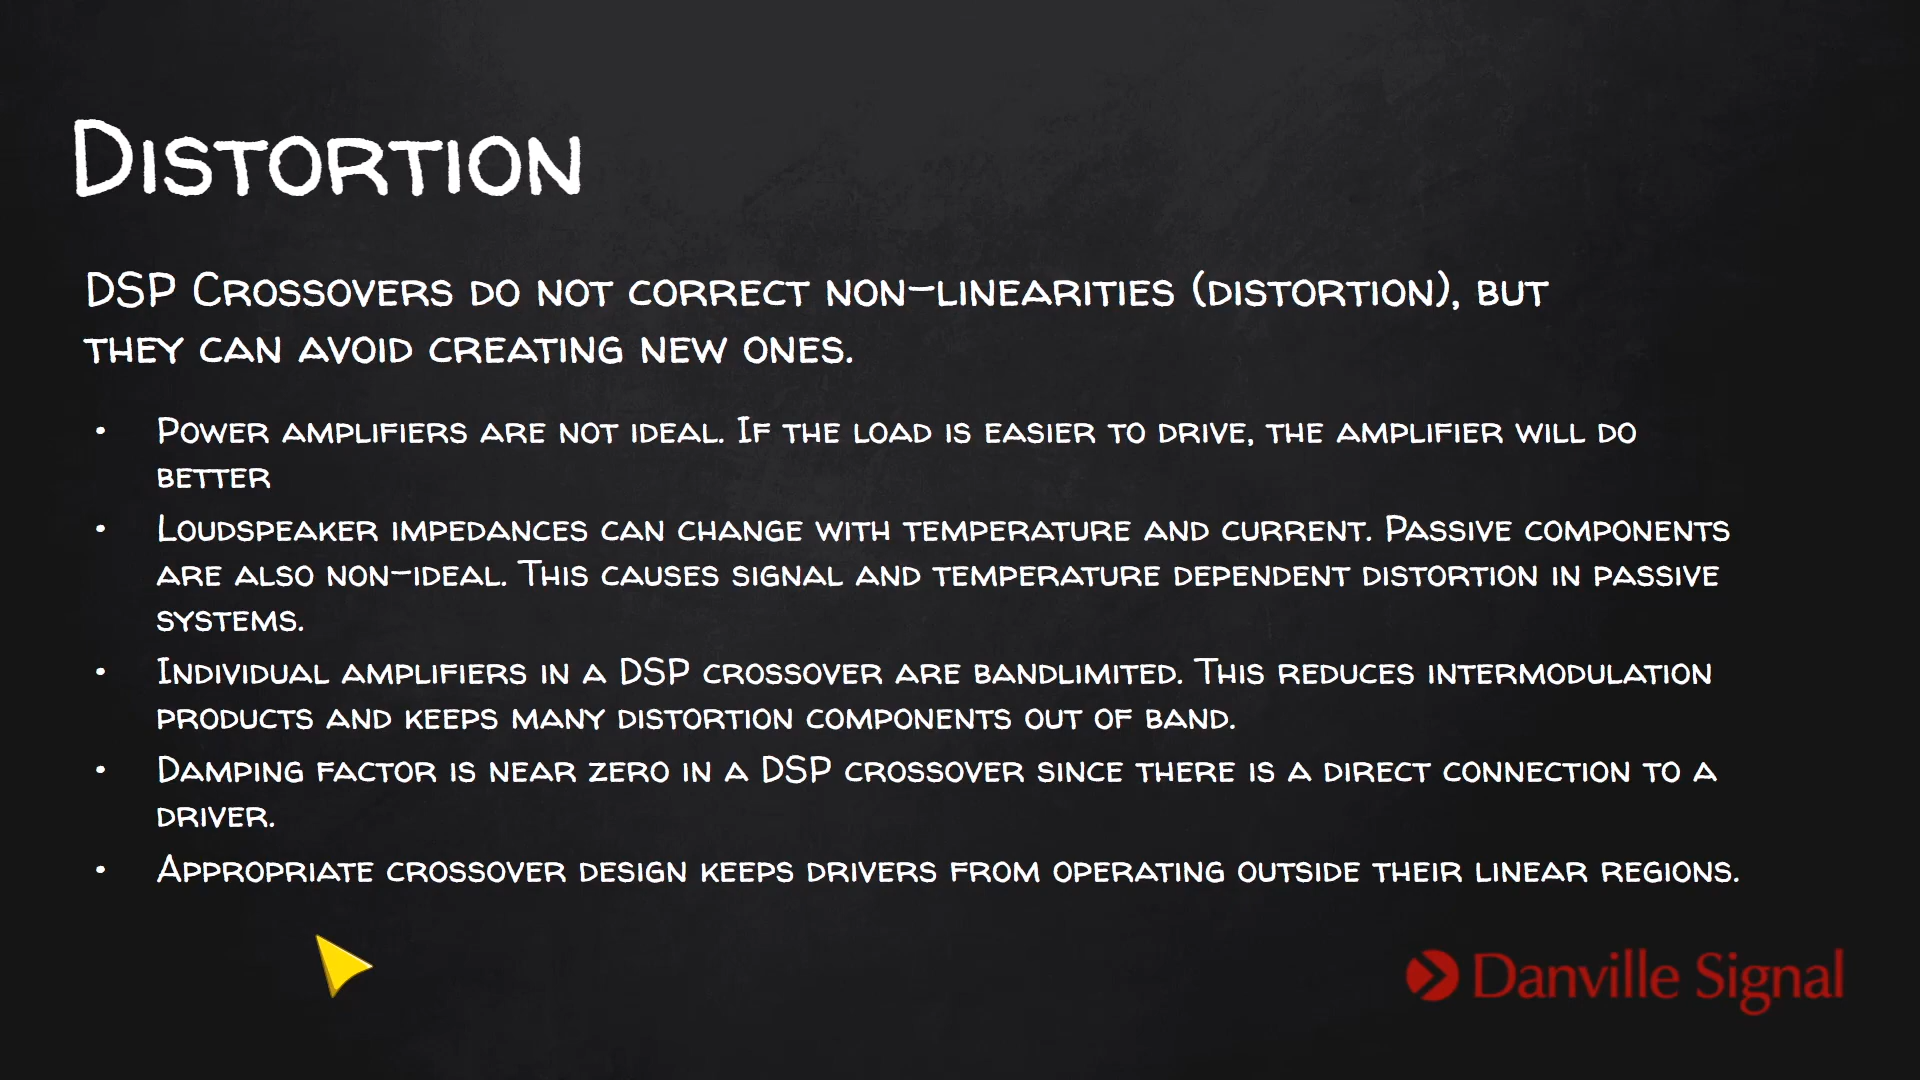 Distortion
DSP Crossovers do not correct non-linearities (distortion), but
they can avoid creating new ones.
• Power amplifiers are not ideal. If the load is easier to drive, the amplifier will do
better
• Loudspeaker impedances can change with temperature and current. Passive components
are also non-ideal. This causes signal and temperature dependent distortion in passive
systems.
• Individual amplifiers in a DSP crossover are bandlimited. This reduces intermodulation
products and keeps many distortion components out of band.
• Damping factor is near zero in a DSP crossover since there is a direct connection to a
driver.
• Appropriate crossover design keeps drivers from operating outside their linear regions.
Danville Signal